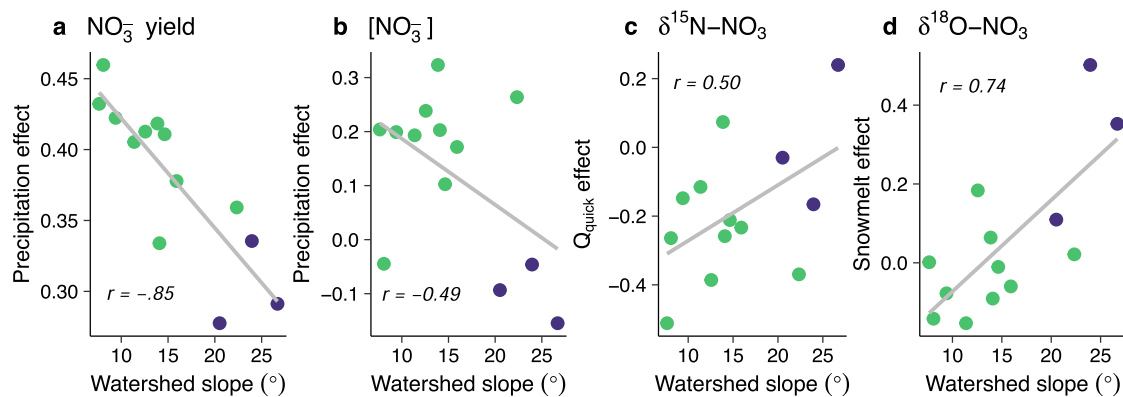 a NO₃⁻ yield
Precipitation effect
0.45
0.40
0.35
0.30
r = −.85
10 15 20 25
Watershed slope (°)
b [NO₃⁻]
Precipitation effect
0.3
0.2
0.1
0.0
−0.1
r = −0.49
10 15 20 25
Watershed slope (°)
c δ¹⁵N−NO₃
Q_quick effect
0.2
0.0
−0.2
−0.4
r = 0.50
10 15 20 25
Watershed slope (°)
d δ¹⁸O−NO₃
Snowmelt effect
0.4
0.2
0.0
r = 0.74
10 15 20 25
Watershed slope (°)